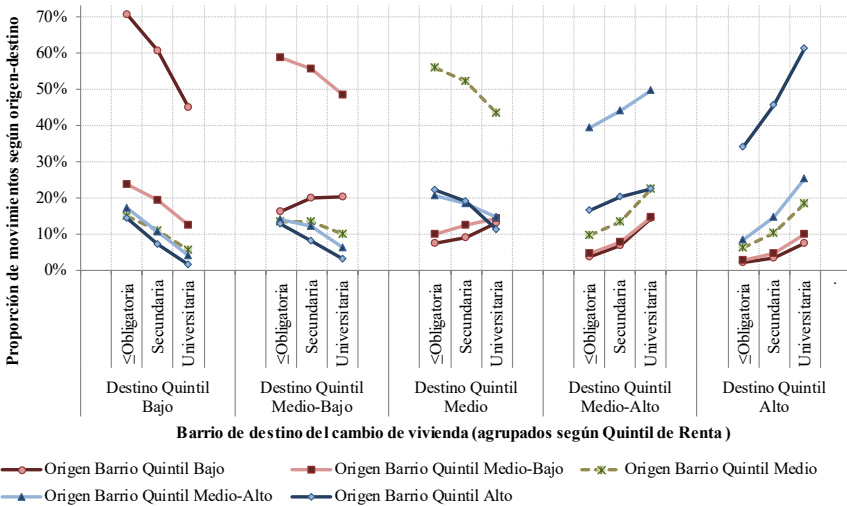 Proporción de movimientos según origen-destino
70%
60%
50%
40%
30%
20%
10%
0%
≤Obligatoria
Secundaria
Universitaria
≤Obligatoria
Secundaria
Universitaria
≤Obligatoria
Secundaria
Universitaria
≤Obligatoria
Secundaria
Universitaria
≤Obligatoria
Secundaria
Universitaria
.
Destino Quintil
Bajo
Destino Quintil
Medio-Bajo
Destino Quintil
Medio
Destino Quintil
Medio-Alto
Destino Quintil
Alto
Barrio de destino del cambio de vivienda (agrupados según Quintil de Renta )
Origen Barrio Quintil Bajo
Origen Barrio Quintil Medio-Bajo
Origen Barrio Quintil Medio
Origen Barrio Quintil Medio-Alto
Origen Barrio Quintil Alto